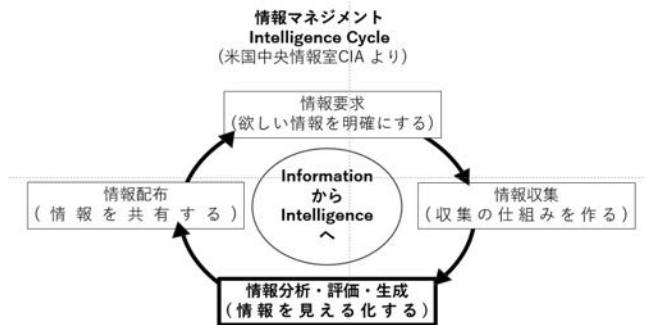 情報マネジメント
Intelligence Cycle
(米国中央情報室CIA より)
情報要求
(欲しい情報を明確にする)
情報配布
(情報を共有する)
Information
から
Intelligence
へ
情報収集
(収集の仕組みを作る)
情報分析・評価・生成
(情報を見える化する)